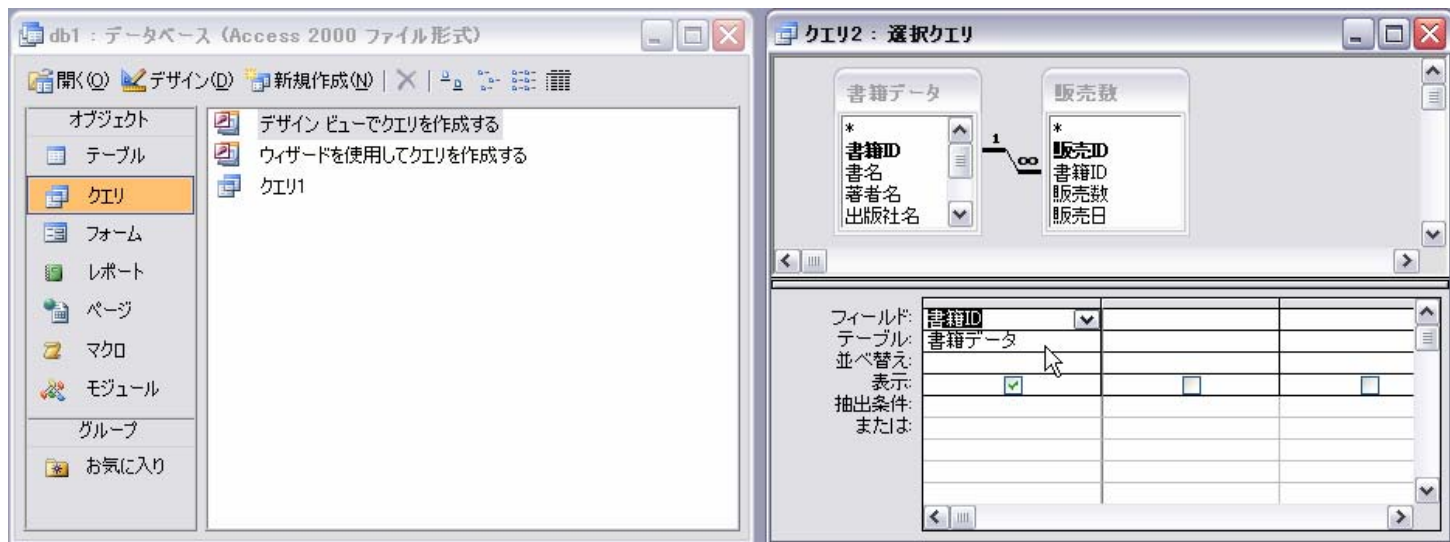 db1 : データベース (Access 2000 ファイル形式)
開く(O) デザイン(D) 新規作成(N)
オブジェクト
テーブル
クエリ
フォーム
レポート
ページ
マクロ
モジュール
グループ
お気に入り
デザイン ビューでクエリを作成する
ウィザードを使用してクエリを作成する
クエリ1
クエリ2 : 選択クエリ
書籍データ
*
書籍ID
書名
著者名
出版社名
1
∞
販売数
*
販売ID
書籍ID
販売数
販売日
フィールド: 書籍ID
テーブル: 書籍データ
並べ替え:
表示:
抽出条件:
または: